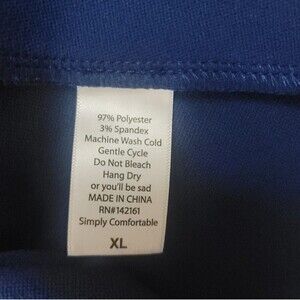 97% Polyester
3% Spandex
Machine Wash Cold
Gentle Cycle
Do Not Bleach
Hang Dry
or you'll be sad
MADE IN CHINA
RN#142161
Simply Comfortable
XL